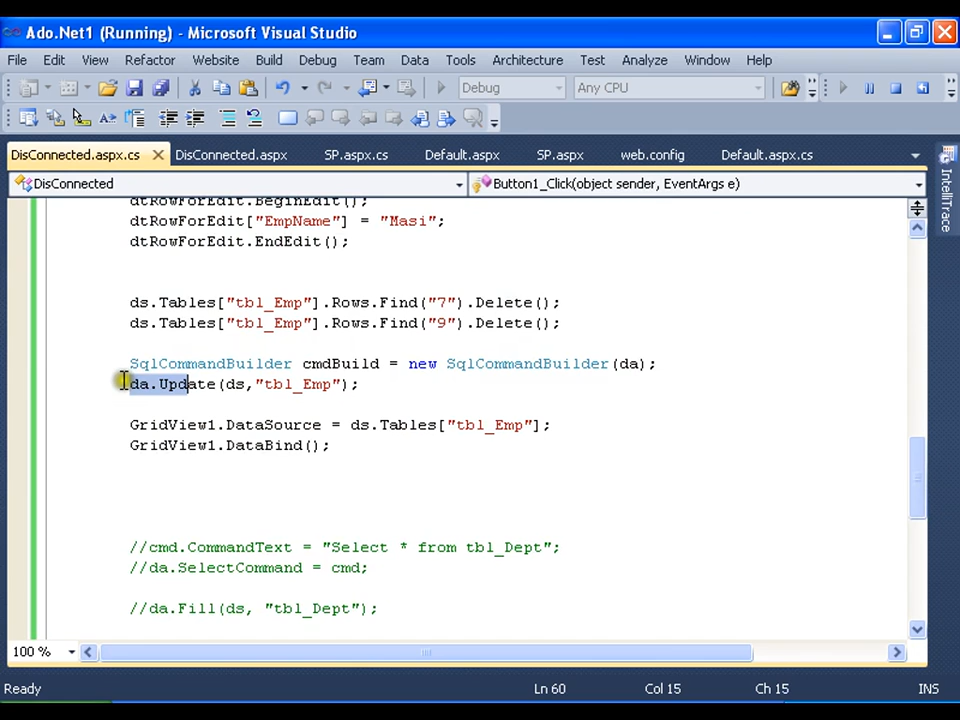 Ado.Net1 (Running) - Microsoft Visual Studio
File Edit View Refactor Website Build Debug Team Data Tools Architecture Test Analyze Window Help
Debug Any CPU
DisConnected.aspx.cs DisConnected.aspx SP.aspx.cs Default.aspx SP.aspx web.config Default.aspx.cs
DisConnected Button1_Click(object sender, EventArgs e)
IntelliTrace
dtRowForEdit.BeginEdit();
dtRowForEdit["EmpName"] = "Masi";
dtRowForEdit.EndEdit();
ds.Tables["tbl_Emp"].Rows.Find("7").Delete();
ds.Tables["tbl_Emp"].Rows.Find("9").Delete();
SqlCommandBuilder cmdBuild = new SqlCommandBuilder(da);
da.Update(ds,"tbl_Emp");
GridView1.DataSource = ds.Tables["tbl_Emp"];
GridView1.DataBind();
//cmd.CommandText = "Select * from tbl_Dept";
//da.SelectCommand = cmd;
//da.Fill(ds, "tbl_Dept");
100 %
Ready Ln 60 Col 15 Ch 15 INS